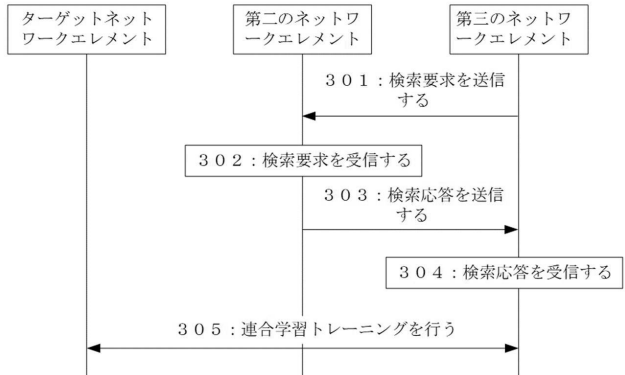 ターゲットネット
ワークエレメント
第二のネットワ
ークエレメント
第三のネットワ
ークエレメント
３０１：検索要求を送信
する
３０２：検索要求を受信する
３０３：検索応答を送信
する
３０４：検索応答を受信する
３０５：連合学習トレーニングを行う